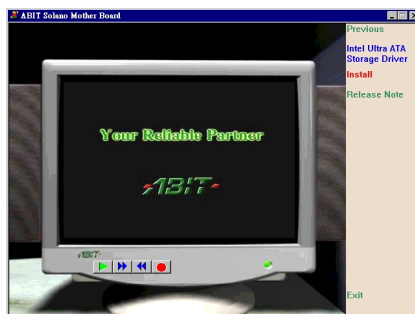 ABIT Solano Mother Board
Previous
Intel Ultra ATA
Storage Driver
Install
Release Note
Your Reliable Partner
ABIT
ABIT
Exit